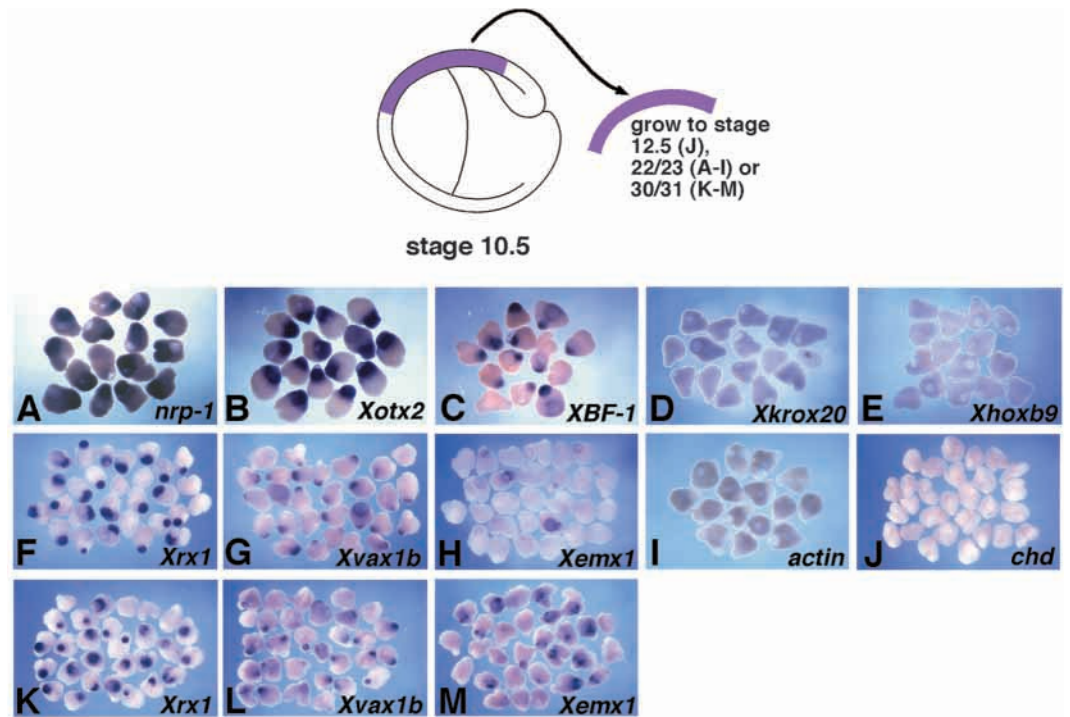 grow to stage
12.5 (J),
22/23 (A-I) or
30/31 (K-M)
stage 10.5
A nrp-1
B Xotx2
C XBF-1
D Xkrox20
E Xhoxb9
F Xrx1
G Xvax1b
H Xemx1
I actin
J chd
K Xrx1
L Xvax1b
M Xemx1